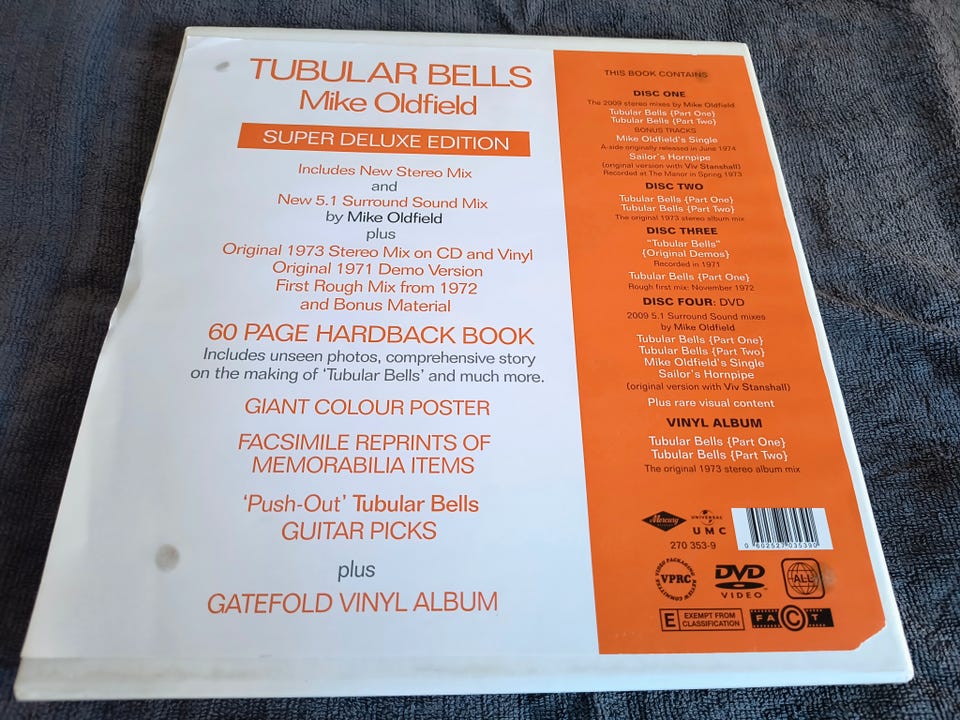 TUBULAR BELLS
Mike Oldfield
SUPER DELUXE EDITION
Includes New Stereo Mix
and
New 5.1 Surround Sound Mix
by Mike Oldfield
plus
Original 1973 Stereo Mix on CD and Vinyl
Original 1971 Demo Version
First Rough Mix from 1972
and Bonus Material
60 PAGE HARDBACK BOOK
Includes unseen photos, comprehensive story
on the making of 'Tubular Bells' and much more.
GIANT COLOUR POSTER
FACSIMILE REPRINTS OF
MEMORABILIA ITEMS
'Push-Out' Tubular Bells
GUITAR PICKS
plus
GATEFOLD VINYL ALBUM
THIS BOOK CONTAINS
DISC ONE
The 2009 stereo mixes by Mike Oldfield
Tubular Bells {Part One}
Tubular Bells {Part Two}
BONUS TRACKS
Mike Oldfield's Single
A-side originally released in June 1974
Sailor's Hornpipe
(original version with Viv Stanshall)
Recorded at The Manor in Spring 1973
DISC TWO
Tubular Bells {Part One}
Tubular Bells {Part Two}
The original 1973 stereo album mix
DISC THREE
"Tubular Bells"
{Original Demos}
Recorded in 1971
Tubular Bells {Part One}
Rough first mix: November 1972
DISC FOUR: DVD
2009 5.1 Surround Sound mixes
by Mike Oldfield
Tubular Bells {Part One}
Tubular Bells {Part Two}
Mike Oldfield's Single
Sailor's Hornpipe
(original version with Viv Stanshall)
Plus rare visual content
VINYL ALBUM
Tubular Bells {Part One}
Tubular Bells {Part Two}
The original 1973 stereo album mix
Mercury
UNIVERSAL
UMC
270 353-9
0 602527 035390
VIDEO PACKAGING REVIEW COMMITTEE
VPRC
DVD
VIDEO
ALL
E EXEMPT FROM
CLASSIFICATION
FACT